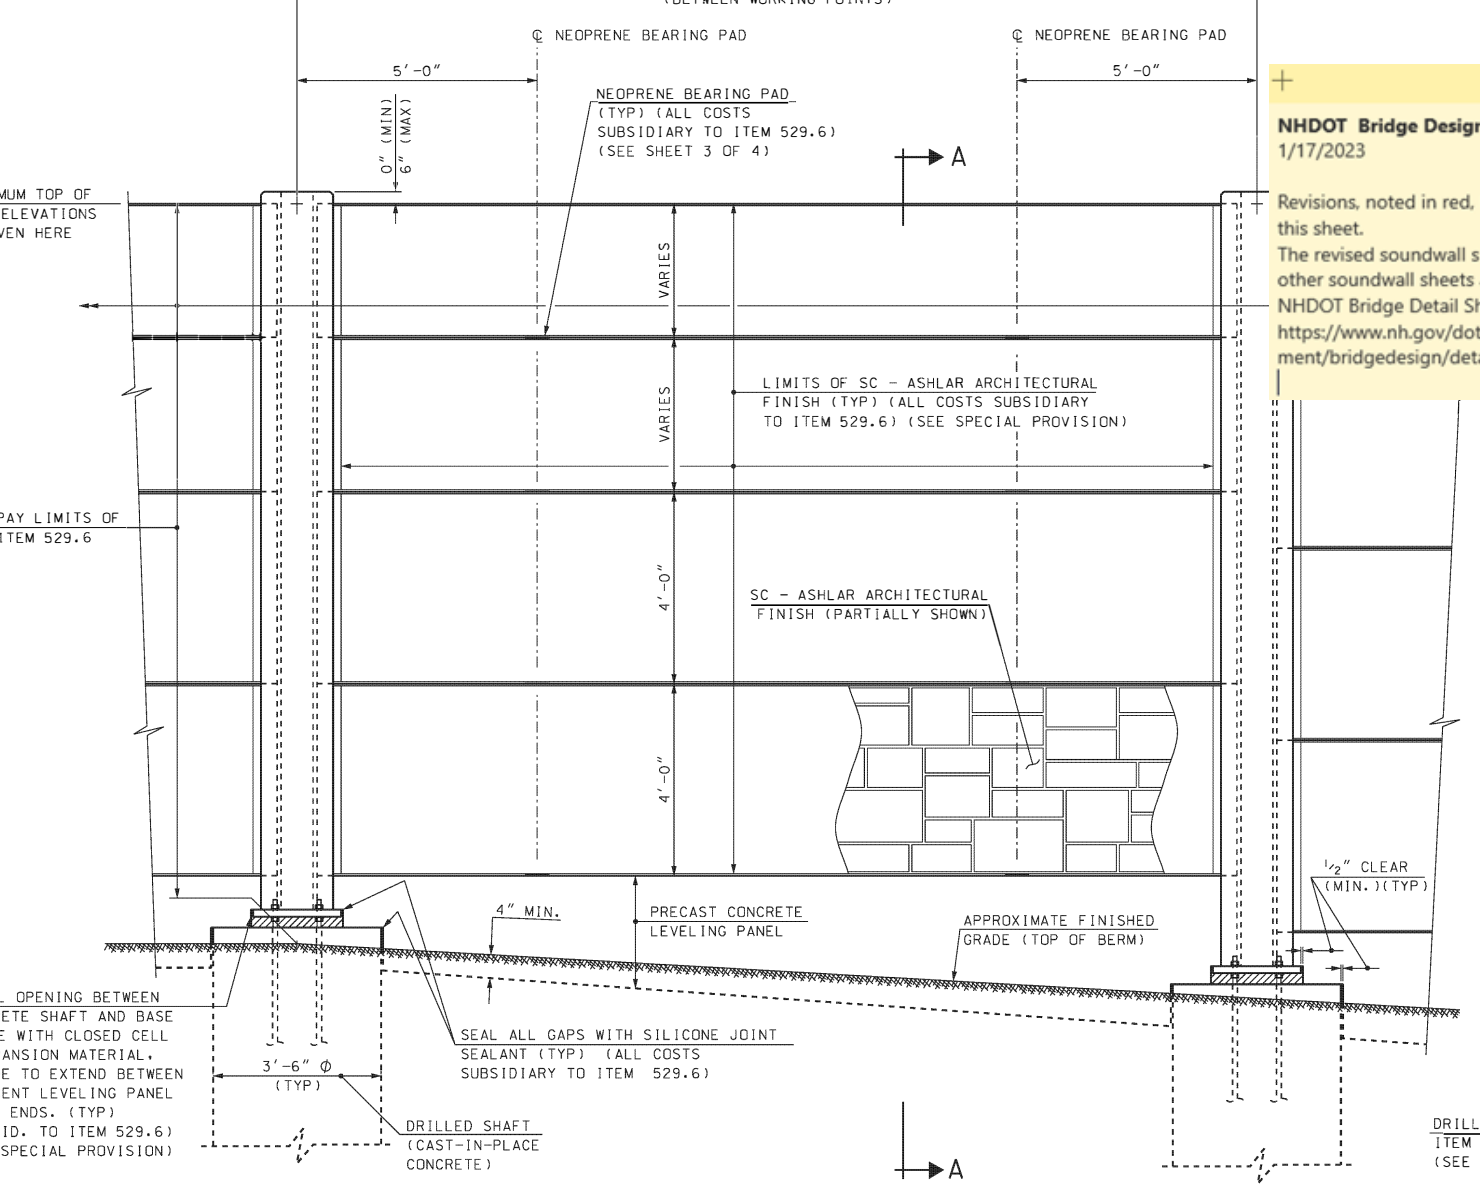 (BETWEEN WORKING POINTS)
℄ NEOPRENE BEARING PAD
℄ NEOPRENE BEARING PAD
5'-0"
5'-0"
NEOPRENE BEARING PAD
(TYP) (ALL COSTS
SUBSIDIARY TO ITEM 529.6)
(SEE SHEET 3 OF 4)
0" (MIN)
6" (MAX)
A
NHDOT Bridge Design
1/17/2023
Revisions, noted in red,
this sheet.
The revised soundwall s
other soundwall sheets
NHDOT Bridge Detail Sh
https://www.nh.gov/dot
ment/bridgedesign/deta
MUM TOP OF
ELEVATIONS
VEN HERE
VARIES
VARIES
LIMITS OF SC - ASHLAR ARCHITECTURAL
FINISH (TYP) (ALL COSTS SUBSIDIARY
TO ITEM 529.6) (SEE SPECIAL PROVISION)
PAY LIMITS OF
ITEM 529.6
4'-0"
SC - ASHLAR ARCHITECTURAL
FINISH (PARTIALLY SHOWN)
4'-0"
1/2" CLEAR
(MIN.)(TYP)
4" MIN.
PRECAST CONCRETE
LEVELING PANEL
APPROXIMATE FINISHED
GRADE (TOP OF BERM)
L OPENING BETWEEN
ETE SHAFT AND BASE
E WITH CLOSED CELL
ANSION MATERIAL,
E TO EXTEND BETWEEN
ENT LEVELING PANEL
ENDS. (TYP)
ID. TO ITEM 529.6)
SPECIAL PROVISION)
SEAL ALL GAPS WITH SILICONE JOINT
SEALANT (TYP) (ALL COSTS
SUBSIDIARY TO ITEM 529.6)
3'-6" Ø
(TYP)
DRILLED SHAFT
(CAST-IN-PLACE
CONCRETE)
A
DRILL
ITEM
(SEE